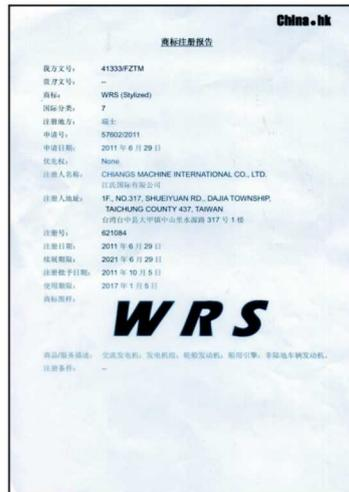 China.hk
商标注册报告
我方文号: 41333/FZTM
贵方文号: --
商标: WRS (Stylized)
国际分类: 7
注册地方: 瑞士
申请号: 57602/2011
申请日期: 2011 年 6 月 29 日
优先权: None
注册人名称: CHIANGS MACHINE INTERNATIONAL CO., LTD.
江氏国际有限公司
注册人地址: 1F., NO.317, SHUEIYUAN RD., DAJIA TOWNSHIP,
TAICHUNG COUNTY 437, TAIWAN
台湾台中县大甲镇中山里水源路 317 号 1 楼
注册号: 621084
注册日期: 2011 年 6 月 29 日
续展期限: 2021 年 6 月 29 日
注册批予日期: 2011 年 10 月 5 日
使用期限: 2017 年 1 月 5 日
商标图样:
WRS
商品/服务描述: 交流发电机, 发电机组, 轮船发动机, 船用引擎, 非陆地车辆发动机。
注册条件: --